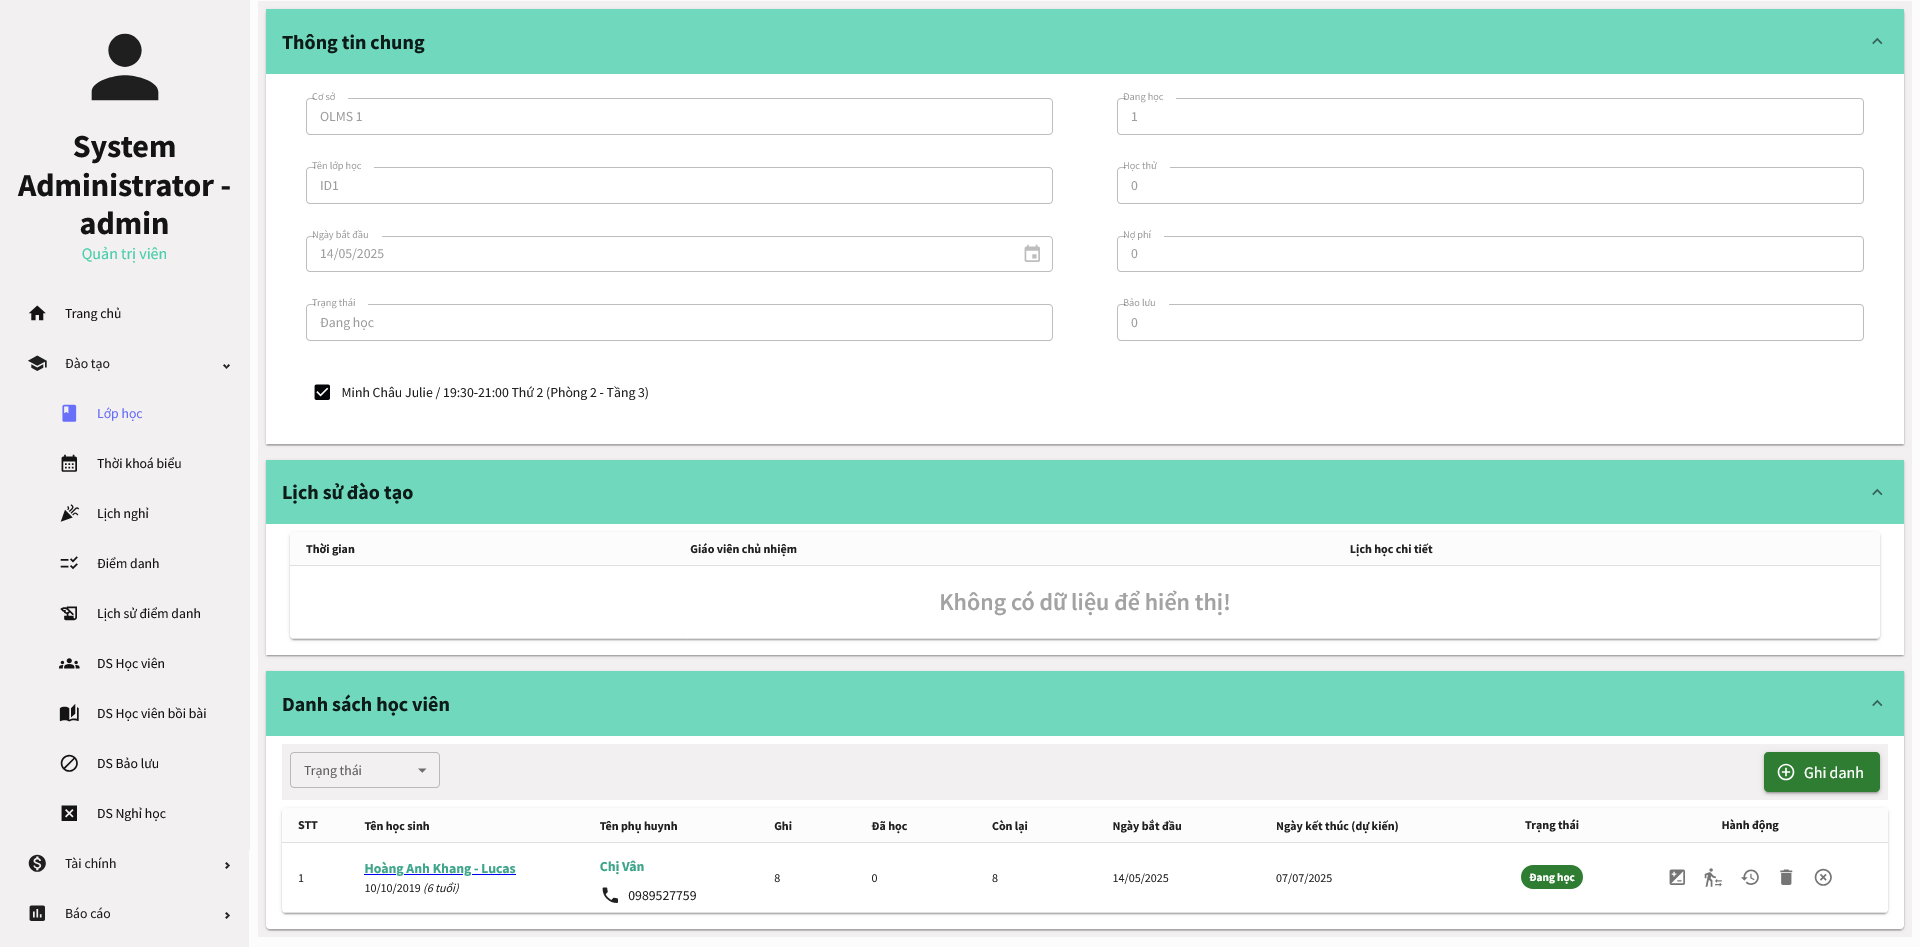 System
Administrator -
admin
Quản trị viên
Trang chủ
Đào tạo
Lớp học
Thời khoá biểu
Lịch nghỉ
Điểm danh
Lịch sử điểm danh
DS Học viên
DS Học viên bồi bài
DS Bảo lưu
DS Nghỉ học
Tài chính
Báo cáo
Thông tin chung
Cơ sở
OLMS 1
Đang học
1
Tên lớp học
ID1
Học thử
0
Ngày bắt đầu
14/05/2025
Nợ phí
0
Trạng thái
Đang học
Bảo lưu
0
Minh Châu Julie / 19:30-21:00 Thứ 2 (Phòng 2 - Tầng 3)
Lịch sử đào tạo
Thời gian Giáo viên chủ nhiệm Lịch học chi tiết
Không có dữ liệu để hiển thị!
Danh sách học viên
Trạng thái
Ghi danh
STT Tên học sinh Tên phụ huynh Ghi Đã học Còn lại Ngày bắt đầu Ngày kết thúc (dự kiến) Trạng thái Hành động
1 Hoàng Anh Khang - Lucas Chị Vân 8 0 8 14/05/2025 07/07/2025 Đang học
10/10/2019 (6 tuổi) 0989527759